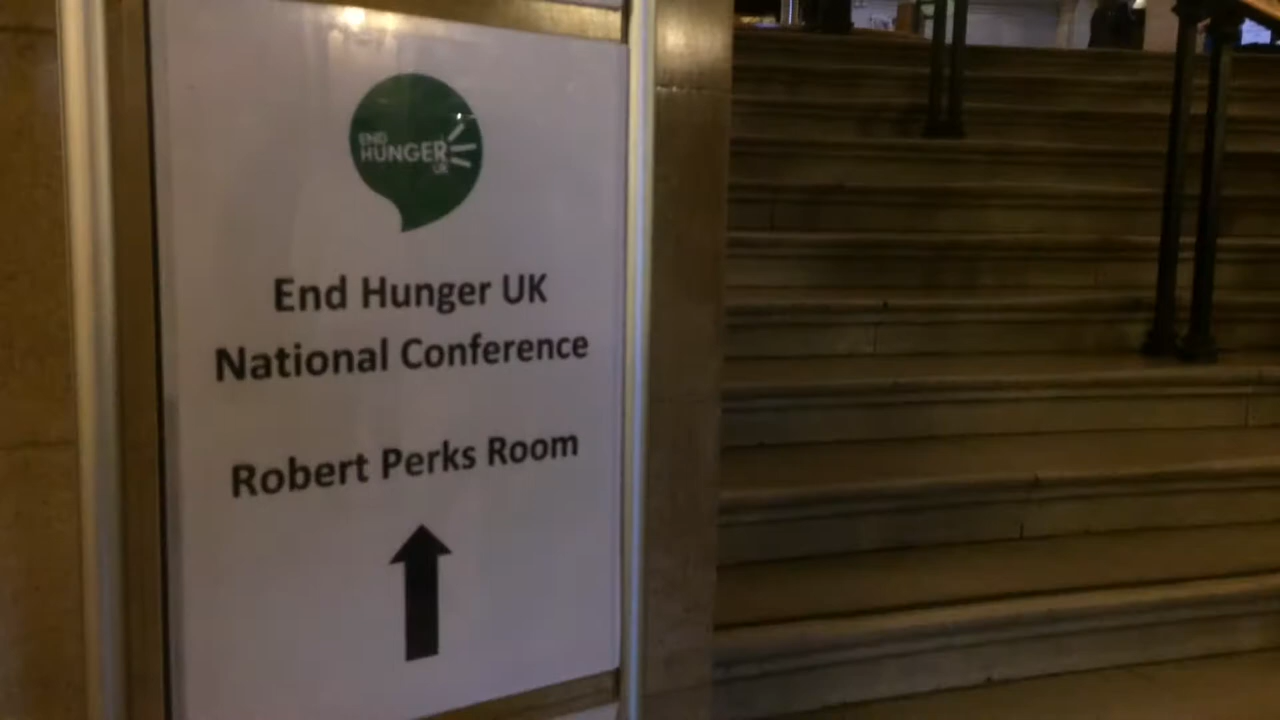 END
HUNGER
UK
End Hunger UK
National Conference
Robert Perks Room